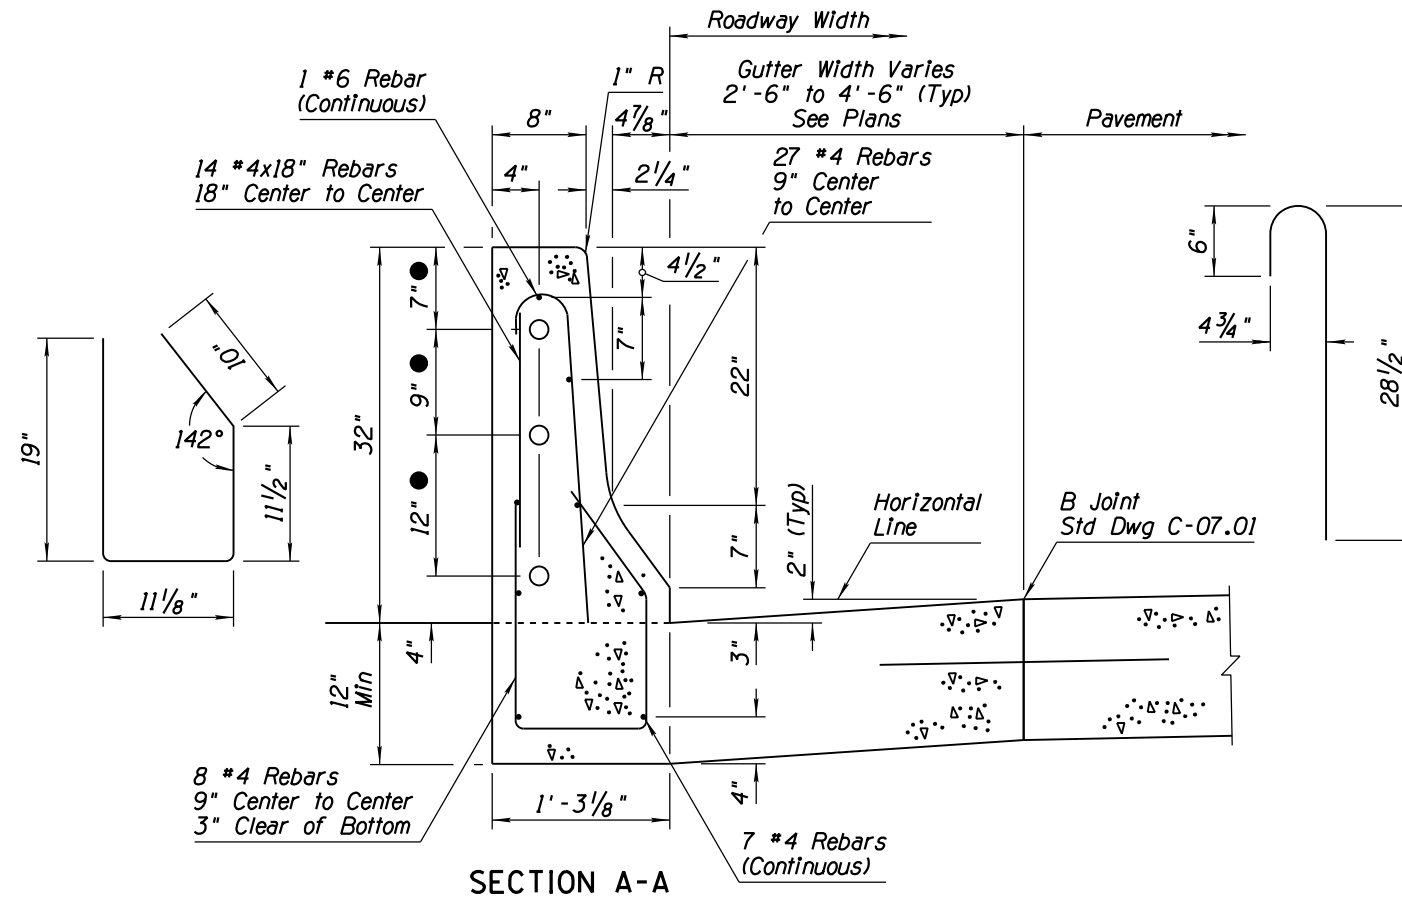 Roadway Width
Gutter Width Varies
2'-6" to 4'-6" (Typ)
See Plans
Pavement
1 #6 Rebar
(Continuous)
1" R
8"
4 7/8"
4"
2 1/4"
14 #4x18" Rebars
18" Center to Center
27 #4 Rebars
9" Center
to Center
6"
4 3/4"
28 1/2"
10"
142°
19"
11 1/2"
11 1/8"
32"
7"
9"
12"
4 1/2"
7"
22"
7"
2" (Typ)
Horizontal
Line
B Joint
Std Dwg C-07.01
4"
12"
Min
3"
4"
8 #4 Rebars
9" Center to Center
3" Clear of Bottom
1'-3 1/8"
7 #4 Rebars
(Continuous)
SECTION A-A